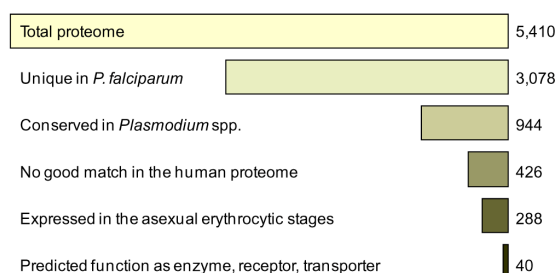 Total proteome 5,410
Unique in P. falciparum 3,078
Conserved in Plasmodium spp. 944
No good match in the human proteome 426
Expressed in the asexual erythrocytic stages 288
Predicted function as enzyme, receptor, transporter 40